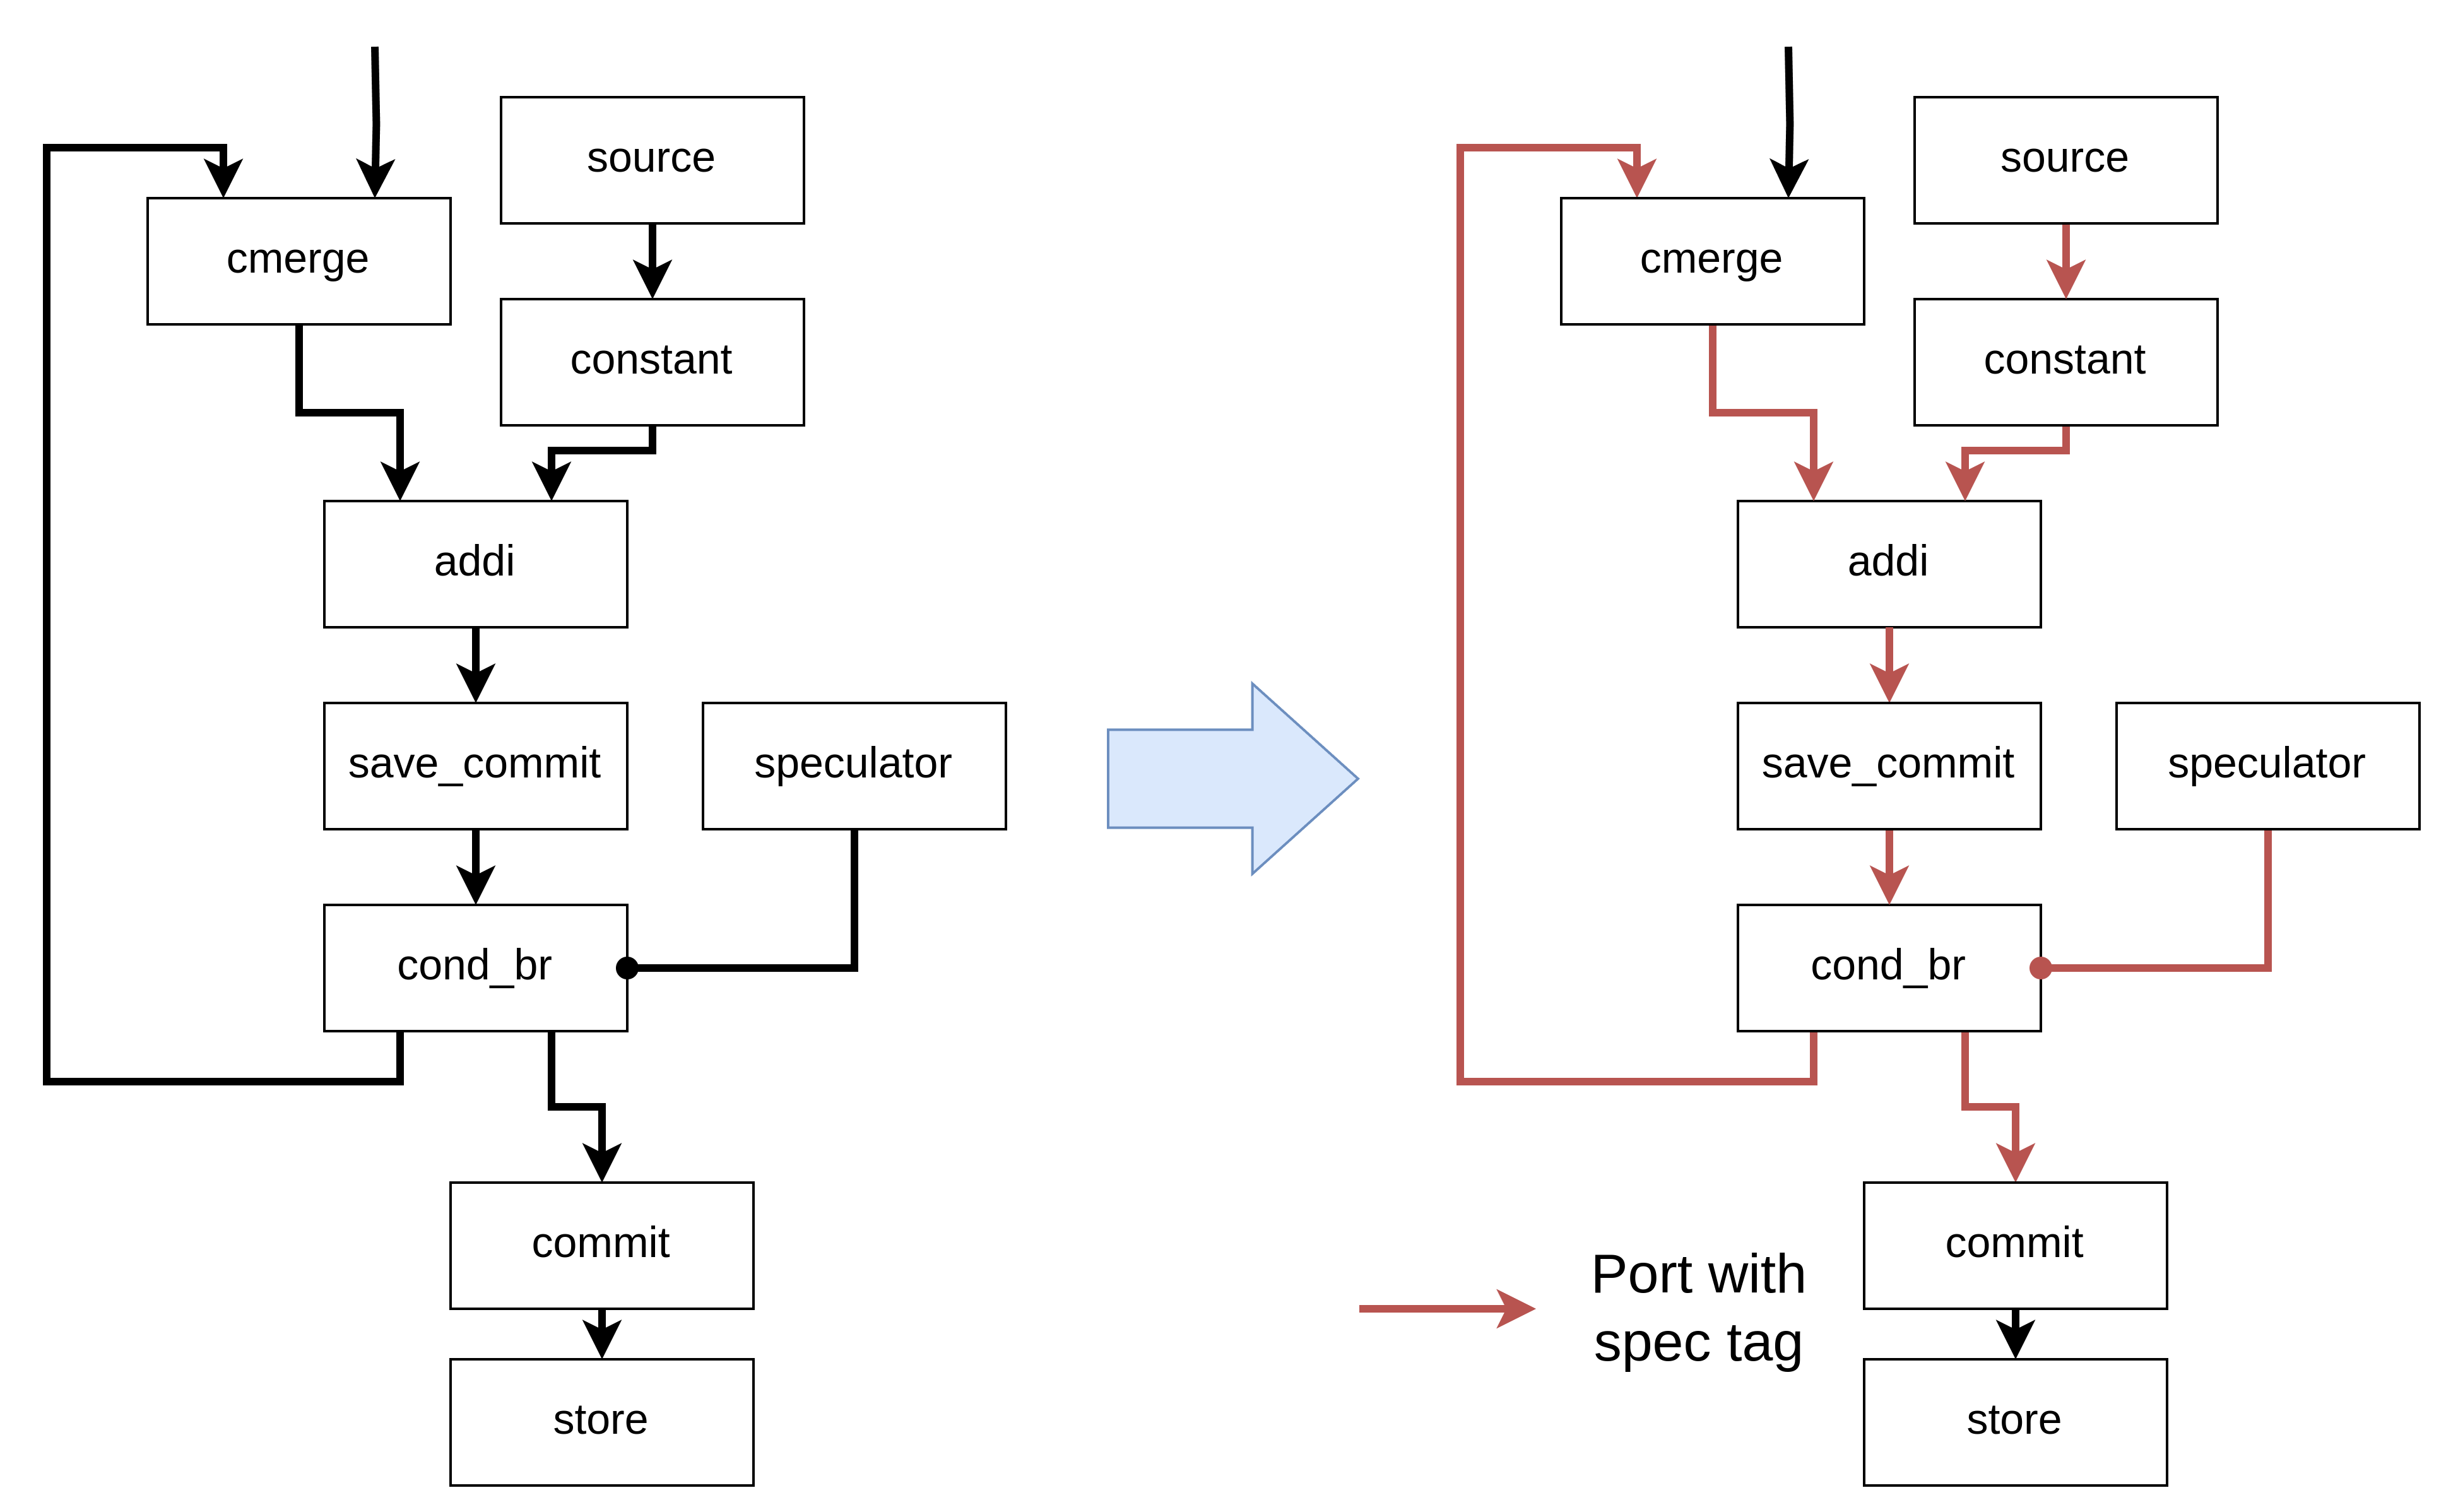 source
cmerge
constant
addi
save_commit
speculator
cond_br
commit
store
source
cmerge
constant
addi
save_commit
speculator
cond_br
commit
Port with
spec tag
store